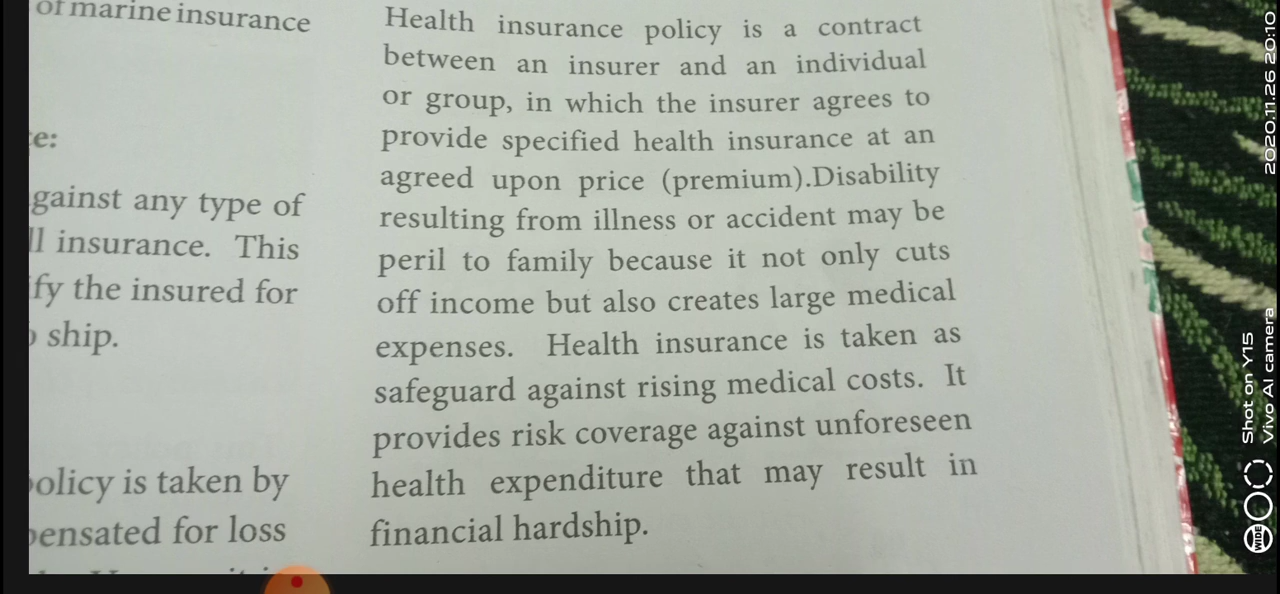 of marine insurance
e:
gainst any type of
ll insurance. This
fy the insured for
ship.
olicy is taken by
pensated for loss
Health insurance policy is a contract
between an insurer and an individual
or group, in which the insurer agrees to
provide specified health insurance at an
agreed upon price (premium).Disability
resulting from illness or accident may be
peril to family because it not only cuts
off income but also creates large medical
expenses. Health insurance is taken as
safeguard against rising medical costs. It
provides risk coverage against unforeseen
health expenditure that may result in
financial hardship.
2020.11.26 20:10
Shot on Y15
Vivo AI camera
WIDE